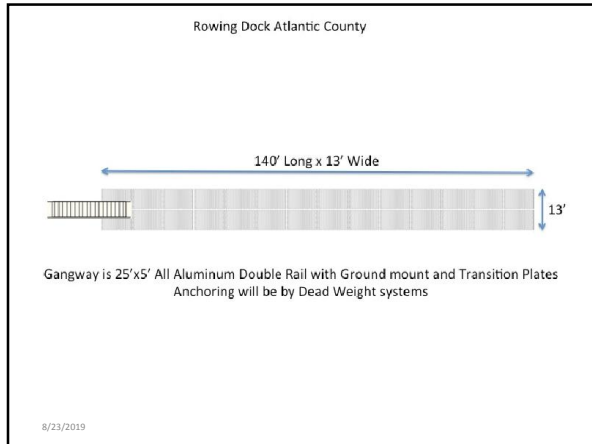 Rowing Dock Atlantic County
140’ Long x 13’ Wide
13’
Gangway is 25’x5’ All Aluminum Double Rail with Ground mount and Transition Plates
Anchoring will be by Dead Weight systems
8/23/2019